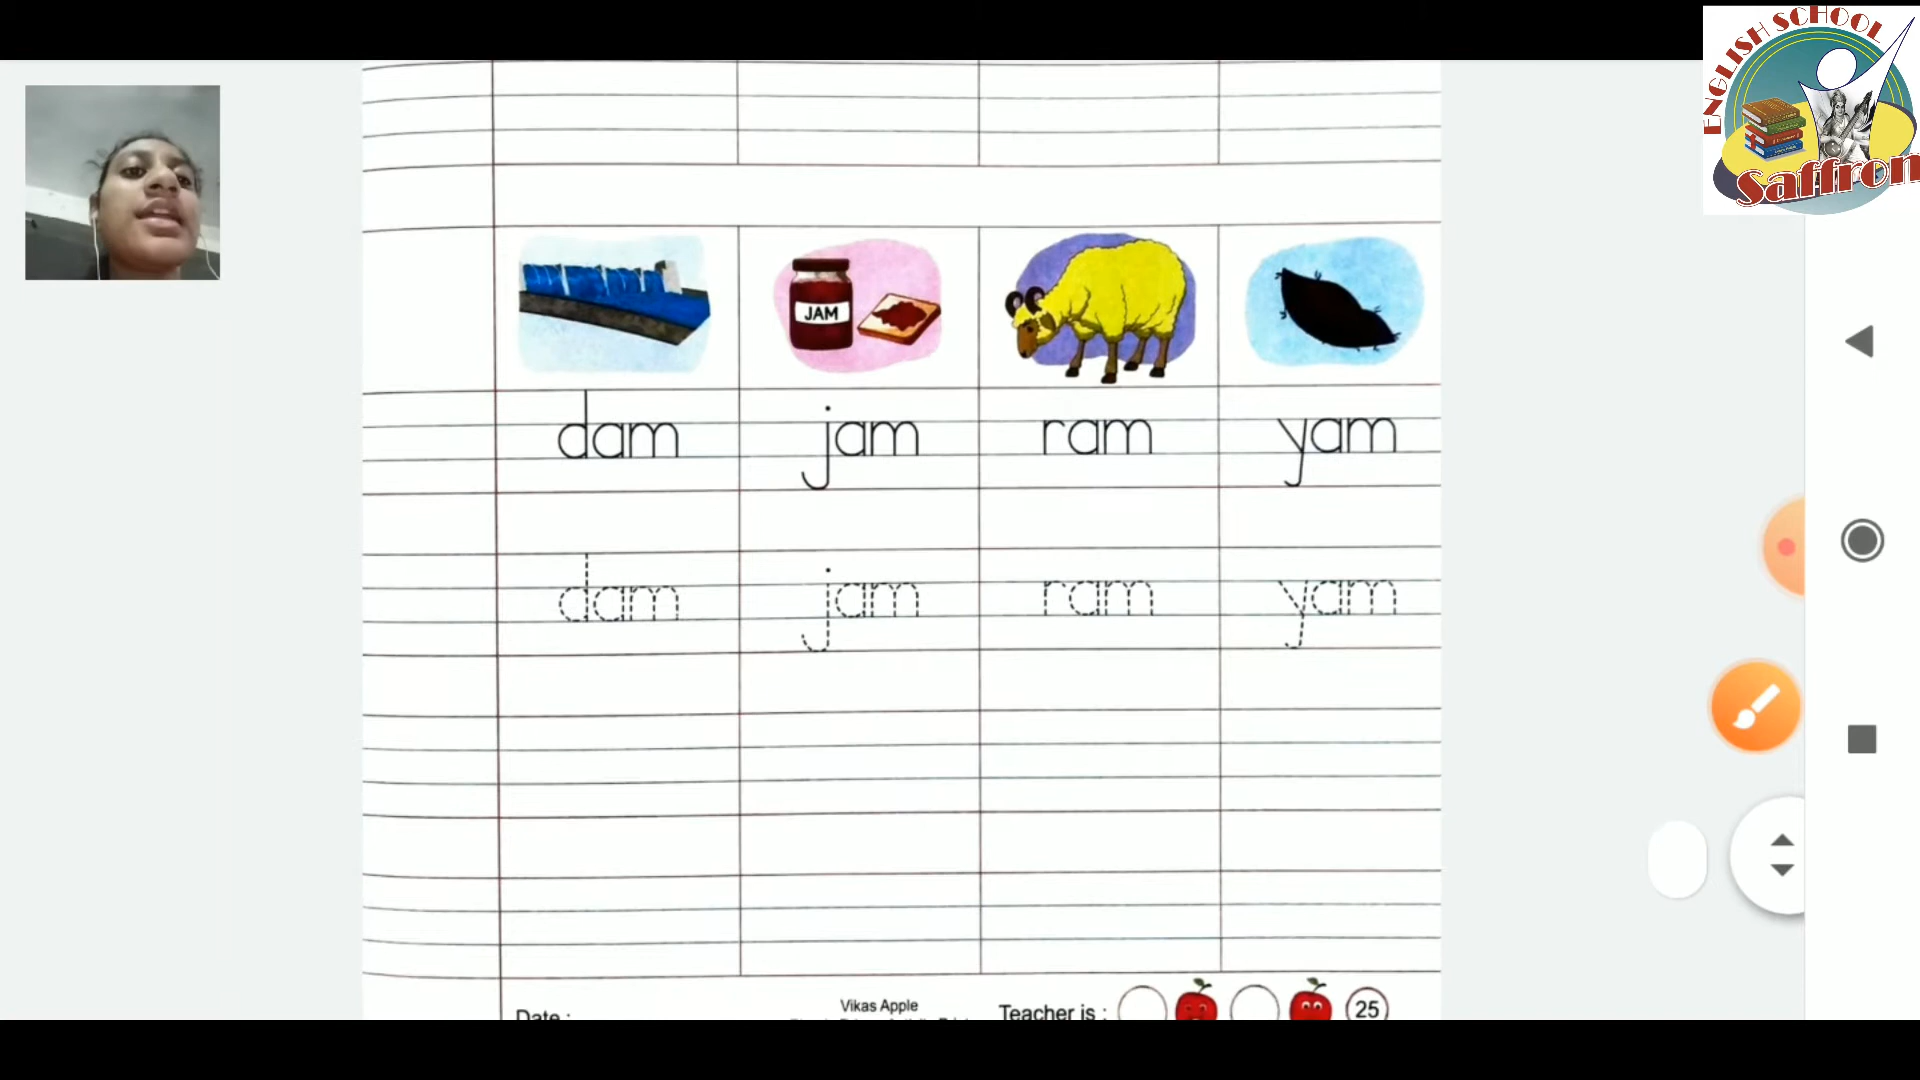 ENGLISH SCHOOL
Saffron
JAM
dam jam ram yam
dam jam ram yam
Date :
Vikas Apple
Teacher is :
25